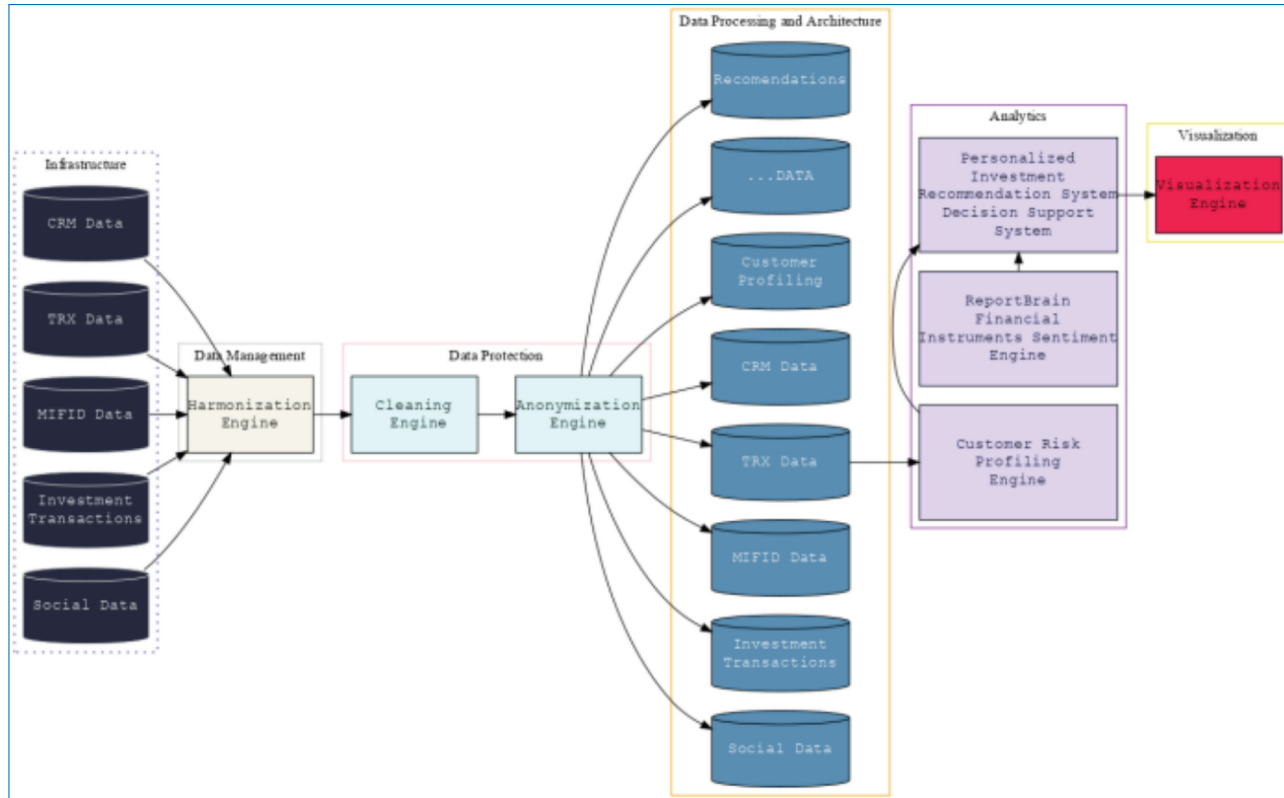 Infrastructure
CRM Data
TRX Data
MIFID Data
Investment
Transactions
Social Data
Data Management
Harmonization
Engine
Data Protection
Cleaning
Engine
Anonymization
Engine
Data Processing and Architecture
Recomendations
...DATA
Customer
Profiling
CRM Data
TRX Data
MIFID Data
Investment
Transactions
Social Data
Analytics
Personalized
Investment
Recommendation System
Decision Support
System
ReportBrain
Financial
Instruments Sentiment
Engine
Customer Risk
Profiling
Engine
Visualization
Visualization
Engine